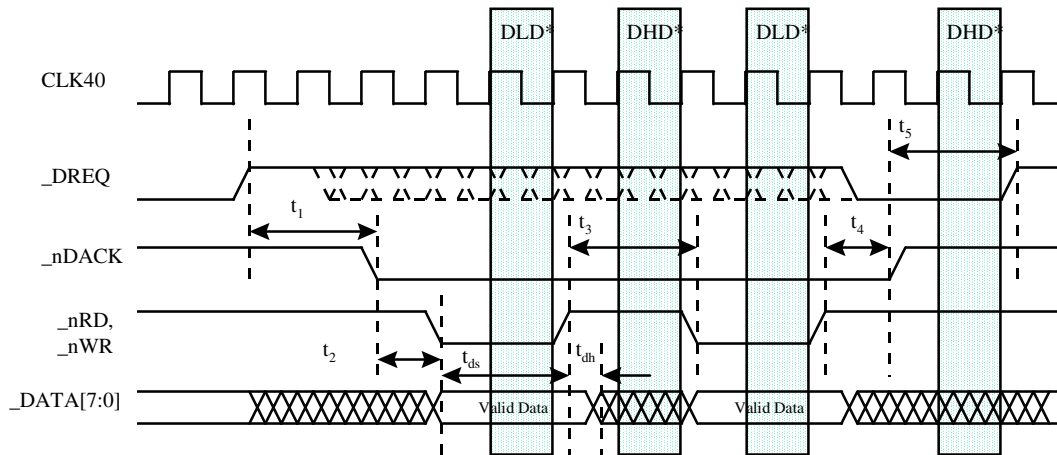 DLD* DHD* DLD* DHD*
CLK40
t5
_DREQ
t1 t3 t4
_nDACK
_nRD,
_nWR
t2 tds tdh
_DATA[7:0]
Valid Data Valid Data